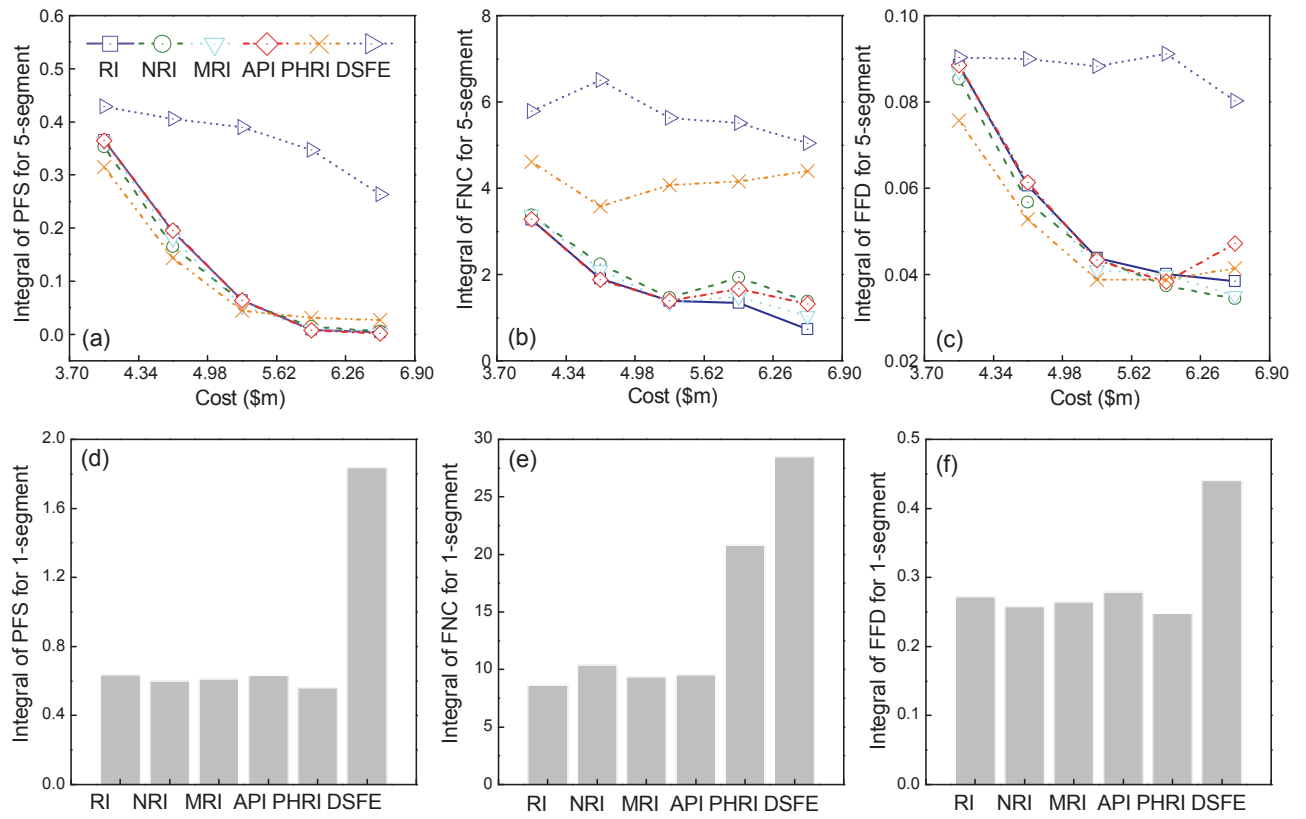 Integral of PFS for 5-segment
0.6
0.5
0.4
0.3
0.2
0.1
0.0
RI NRI MRI API PHRI DSFE
(a)
3.70 4.34 4.98 5.62 6.26 6.90
Cost ($m)
Integral of FNC for 5-segment
8
6
4
2
0
(b)
3.70 4.34 4.98 5.62 6.26 6.90
Cost ($m)
Integral of FFD for 5-segment
0.10
0.08
0.06
0.04
0.02
(c)
3.70 4.34 4.98 5.62 6.26 6.90
Cost ($m)
Integral of PFS for 1-segment
2.0
1.8
1.2
0.6
0.4
0.0
(d)
RI NRI MRI API PHRI DSFE
Integral of FNC for 1-segment
30
25
20
15
10
5
0
(e)
RI NRI MRI API PHRI DSFE
Integral of FFD for 1-segment
0.5
0.4
0.3
0.2
0.1
0.0
(f)
RI NRI MRI API PHRI DSFE